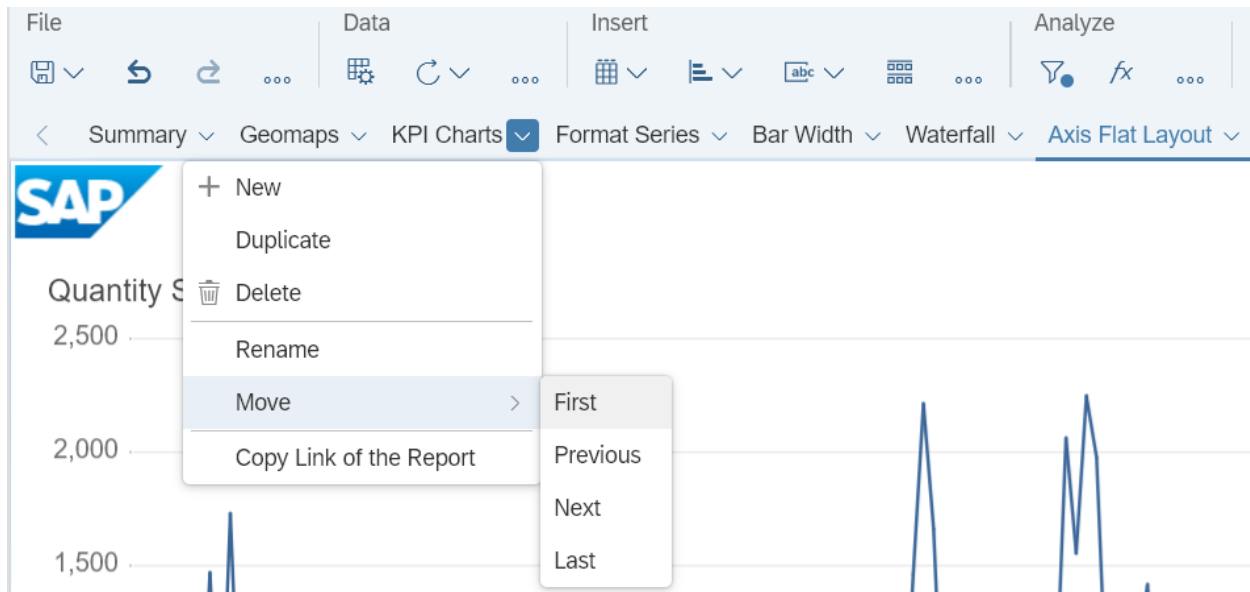 File Data Insert Analyze
abc fx
Summary Geomaps KPI Charts Format Series Bar Width Waterfall Axis Flat Layout
SAP
New
Duplicate
Quantity
Delete
2,500
Rename
Move
First
2,000
Copy Link of the Report
Previous
Next
1,500
Last